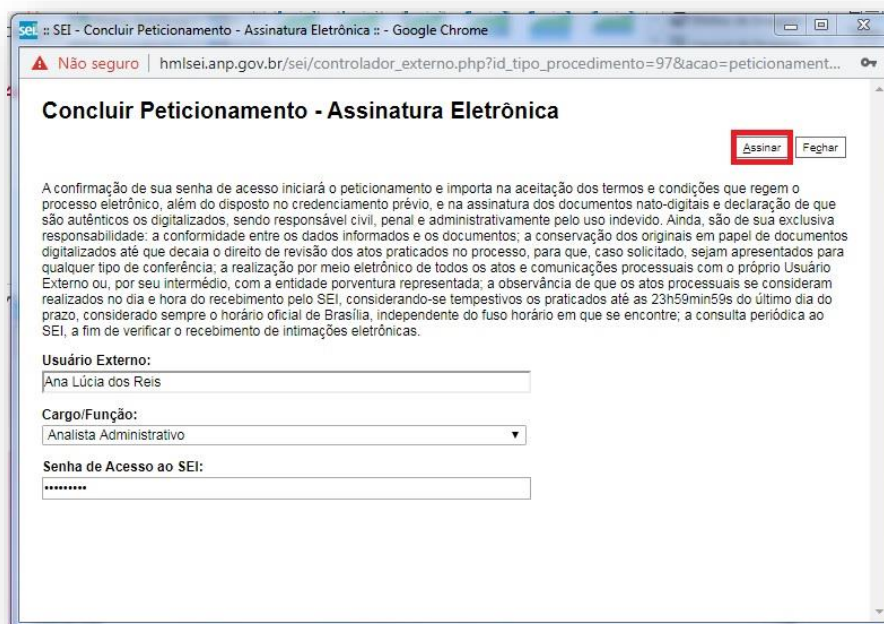 sei. :: SEI - Concluir Peticionamento - Assinatura Eletrônica :: - Google Chrome
Não seguro | hmlsei.anp.gov.br/sei/controlador_externo.php?id_tipo_procedimento=97&acao=peticionament...
Concluir Peticionamento - Assinatura Eletrônica
Assinar Fechar
A confirmação de sua senha de acesso iniciará o peticionamento e importa na aceitação dos termos e condições que regem o
processo eletrônico, além do disposto no credenciamento prévio, e na assinatura dos documentos nato-digitais e declaração de que
são autênticos os digitalizados, sendo responsável civil, penal e administrativamente pelo uso indevido. Ainda, são de sua exclusiva
responsabilidade: a conformidade entre os dados informados e os documentos; a conservação dos originais em papel de documentos
digitalizados até que decaia o direito de revisão dos atos praticados no processo, para que, caso solicitado, sejam apresentados para
qualquer tipo de conferência; a realização por meio eletrônico de todos os atos e comunicações processuais com o próprio Usuário
Externo ou, por seu intermédio, com a entidade porventura representada; a observância de que os atos processuais se consideram
realizados no dia e hora do recebimento pelo SEI, considerando-se tempestivos os praticados até as 23h59min59s do último dia do
prazo, considerado sempre o horário oficial de Brasília, independente do fuso horário em que se encontre; a consulta periódica ao
SEI, a fim de verificar o recebimento de intimações eletrônicas.
Usuário Externo:
Ana Lúcia dos Reis
Cargo/Função:
Analista Administrativo
Senha de Acesso ao SEI:
•••••••••